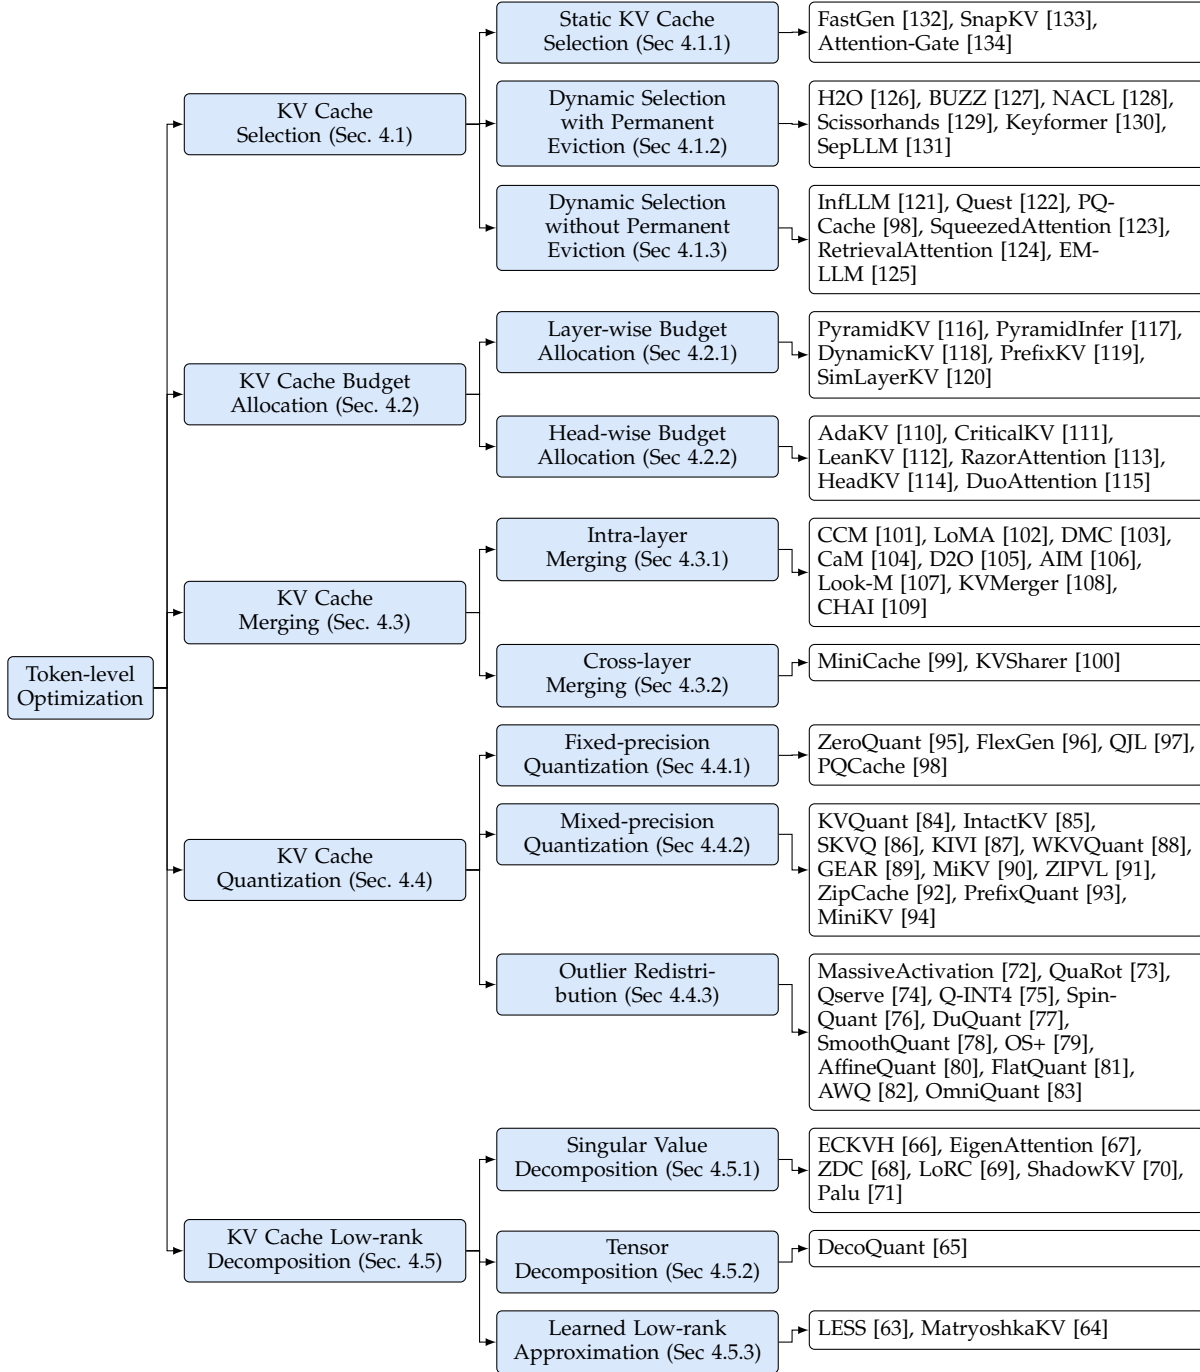 Token-level
Optimization
KV Cache
Selection (Sec. 4.1)
Static KV Cache
Selection (Sec 4.1.1)
FastGen [132], SnapKV [133],
Attention-Gate [134]
Dynamic Selection
with Permanent
Eviction (Sec 4.1.2)
H2O [126], BUZZ [127], NACL [128],
Scissorhands [129], Keyformer [130],
SepLLM [131]
Dynamic Selection
without Permanent
Eviction (Sec 4.1.3)
InfLLM [121], Quest [122], PQ-
Cache [98], SqueezedAttention [123],
RetrievalAttention [124], EM-
LLM [125]
KV Cache Budget
Allocation (Sec. 4.2)
Layer-wise Budget
Allocation (Sec 4.2.1)
PyramidKV [116], PyramidInfer [117],
DynamicKV [118], PrefixKV [119],
SimLayerKV [120]
Head-wise Budget
Allocation (Sec 4.2.2)
AdaKV [110], CriticalKV [111],
LeanKV [112], RazorAttention [113],
HeadKV [114], DuoAttention [115]
KV Cache
Merging (Sec. 4.3)
Intra-layer
Merging (Sec 4.3.1)
CCM [101], LoMA [102], DMC [103],
CaM [104], D2O [105], AIM [106],
Look-M [107], KVMerger [108],
CHAI [109]
Cross-layer
Merging (Sec 4.3.2)
MiniCache [99], KVSharer [100]
KV Cache
Quantization (Sec. 4.4)
Fixed-precision
Quantization (Sec 4.4.1)
ZeroQuant [95], FlexGen [96], QJL [97],
PQCache [98]
Mixed-precision
Quantization (Sec 4.4.2)
KVQuant [84], IntactKV [85],
SKVQ [86], KIVI [87], WKVQuant [88],
GEAR [89], MiKV [90], ZIPVL [91],
ZipCache [92], PrefixQuant [93],
MiniKV [94]
Outlier Redistri-
bution (Sec 4.4.3)
MassiveActivation [72], QuaRot [73],
Qserve [74], Q-INT4 [75], Spin-
Quant [76], DuQuant [77],
SmoothQuant [78], OS+ [79],
AffineQuant [80], FlatQuant [81],
AWQ [82], OmniQuant [83]
KV Cache Low-rank
Decomposition (Sec. 4.5)
Singular Value
Decomposition (Sec 4.5.1)
ECKVH [66], EigenAttention [67],
ZDC [68], LoRC [69], ShadowKV [70],
Palu [71]
Tensor
Decomposition (Sec 4.5.2)
DecoQuant [65]
Learned Low-rank
Approximation (Sec 4.5.3)
LESS [63], MatryoshkaKV [64]